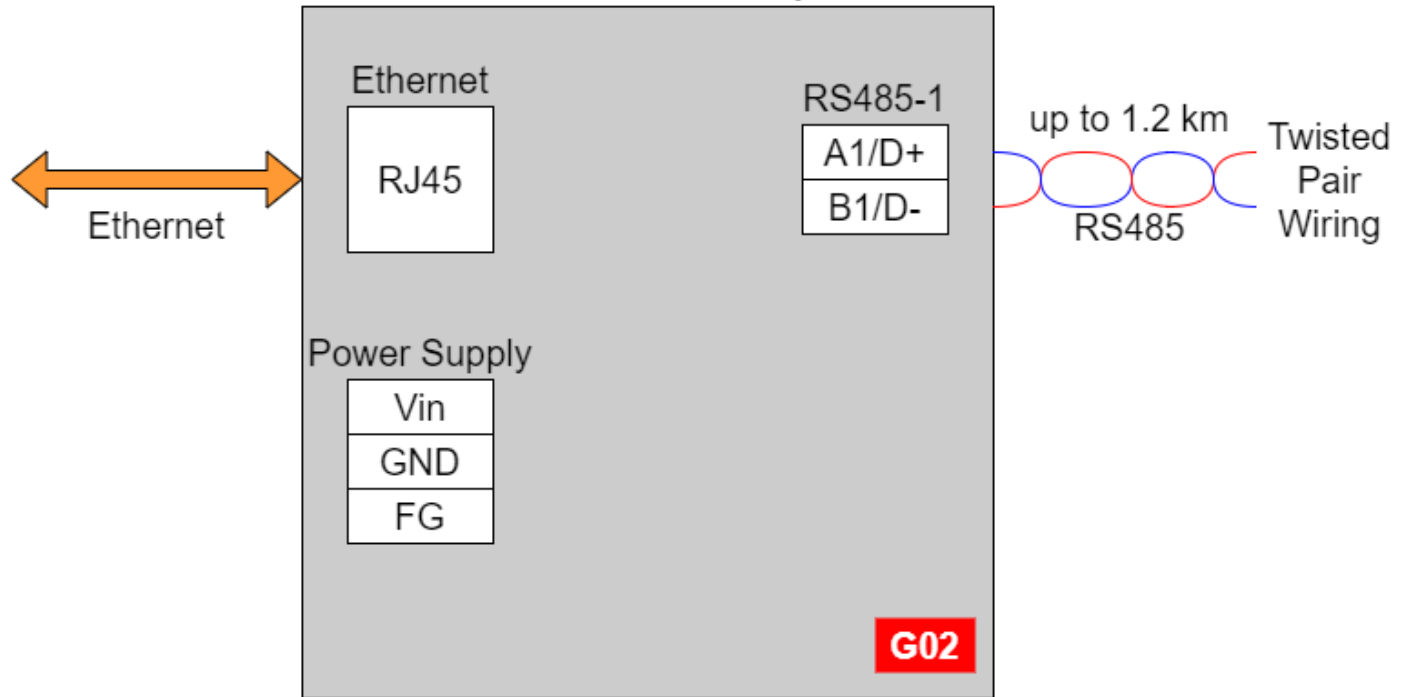 Ethernet
RJ45
Ethernet
RS485-1
A1/D+
B1/D-
up to 1.2 km
RS485
Twisted
Pair
Wiring
Power Supply
Vin
GND
FG
G02